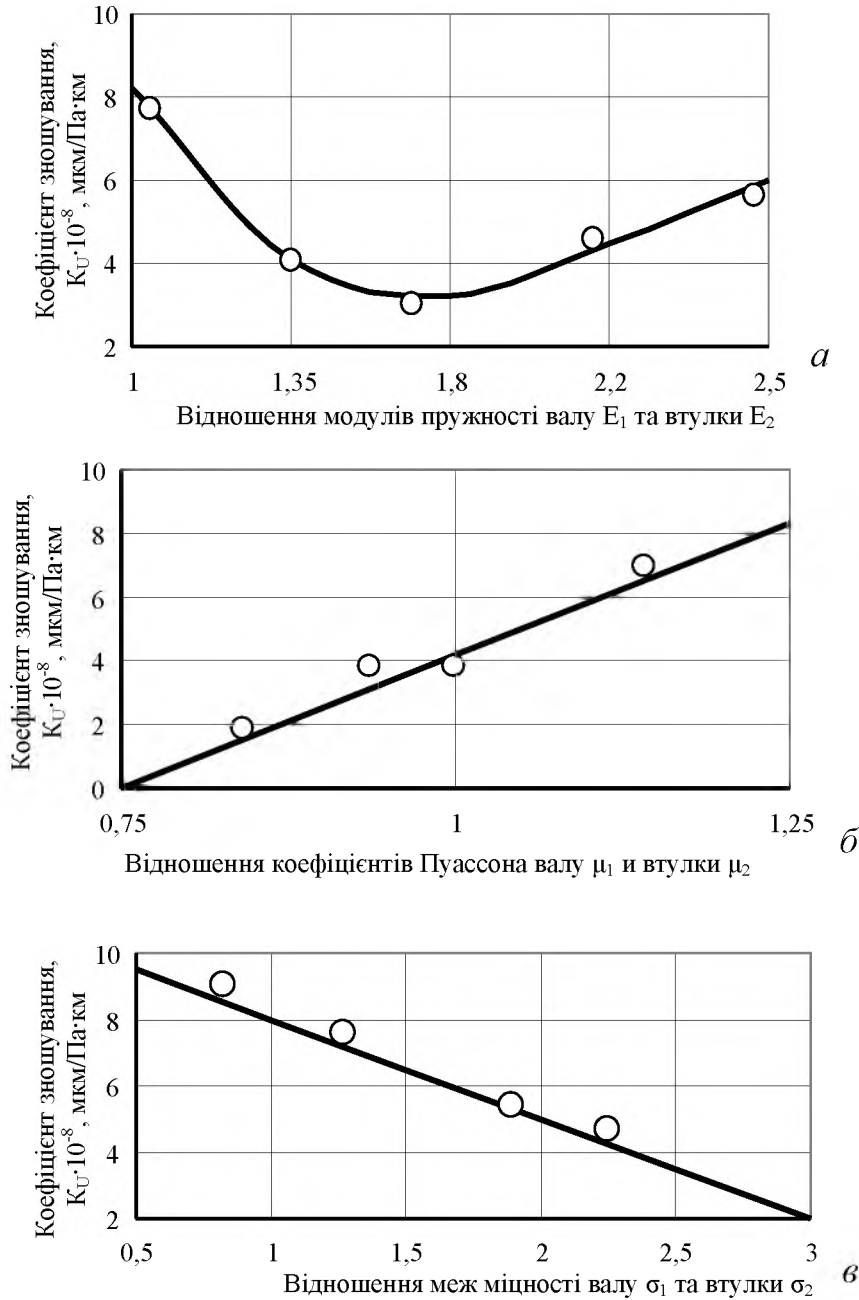 Коефіцієнт зношування,
K_U·10^-8, мкм/Па·км
10
8
6
4
2
1
1,35
1,8
2,2
2,5
а
Відношення модулів пружності валу E₁ та втулки E₂
Коефіцієнт зношування,
K_U·10^-8, мкм/Па·км
10
8
6
4
2
0
0,75
1
1,25
б
Відношення коефіцієнтів Пуассона валу μ₁ и втулки μ₂
Коефіцієнт зношування,
K_U·10^-8, мкм/Па·км
10
8
6
4
2
0,5
1
1,5
2
2,5
3
в
Відношення меж міцності валу σ₁ та втулки σ₂